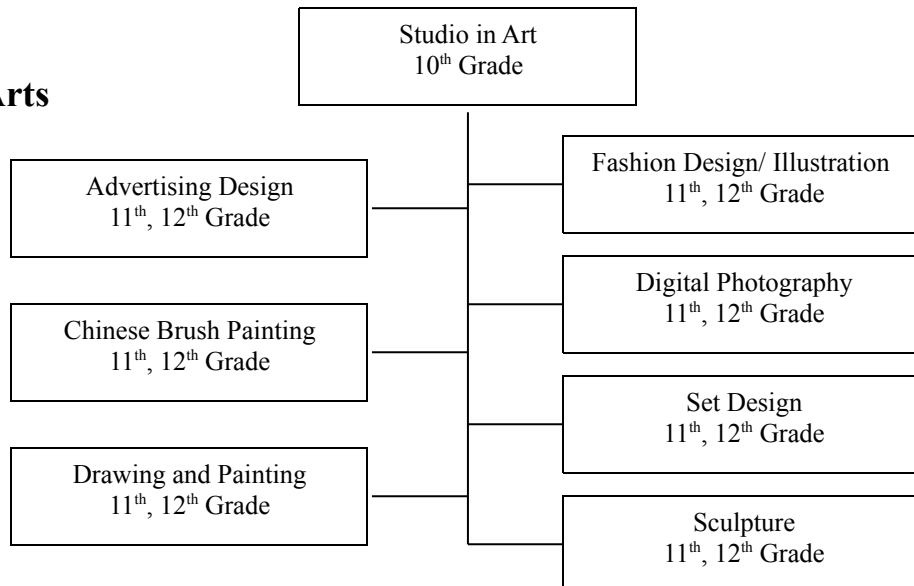 Studio in Art
10th Grade
Arts
Advertising Design
11th, 12th Grade
Chinese Brush Painting
11th, 12th Grade
Drawing and Painting
11th, 12th Grade
Fashion Design/ Illustration
11th, 12th Grade
Digital Photography
11th, 12th Grade
Set Design
11th, 12th Grade
Sculpture
11th, 12th Grade